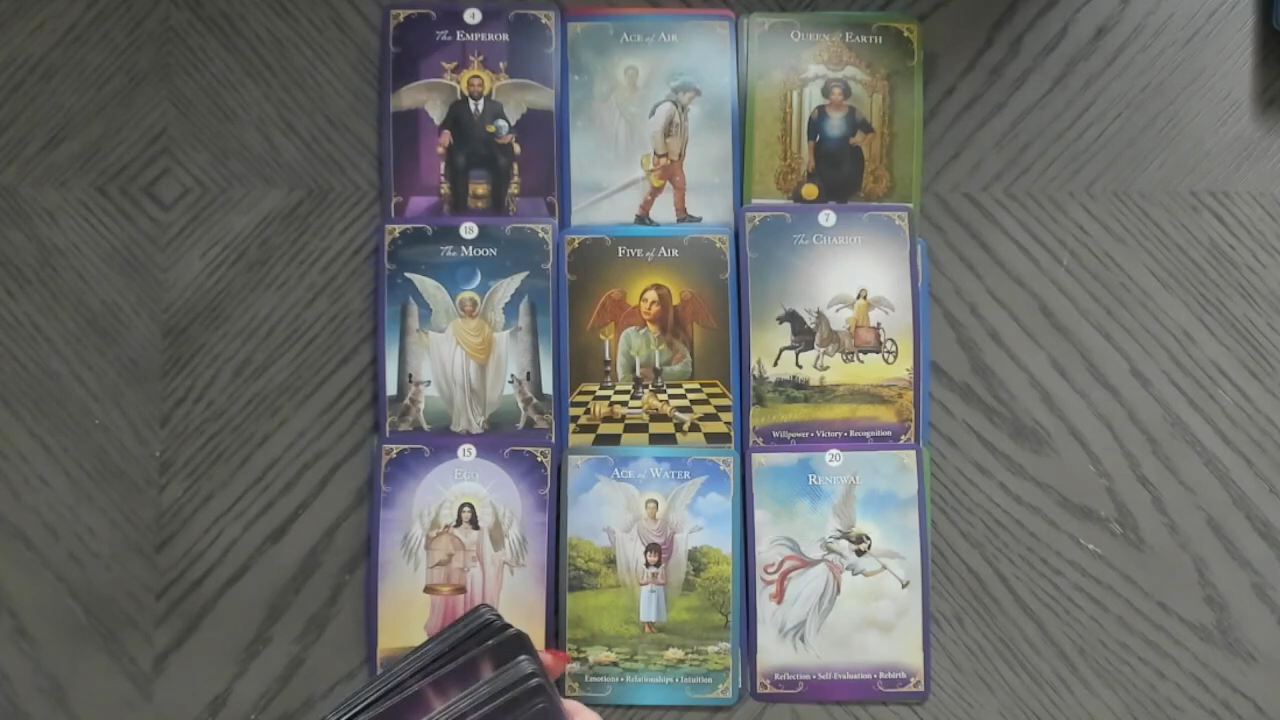 4
The EMPEROR
ACE of AIR
QUEEN of EARTH
18
The MOON
FIVE of AIR
7
The CHARIOT
Willpower • Victory • Recognition
15
EGO
ACE of WATER
Emotions • Relationships • Intuition
20
RENEWAL
Reflection • Self-Evaluation • Rebirth